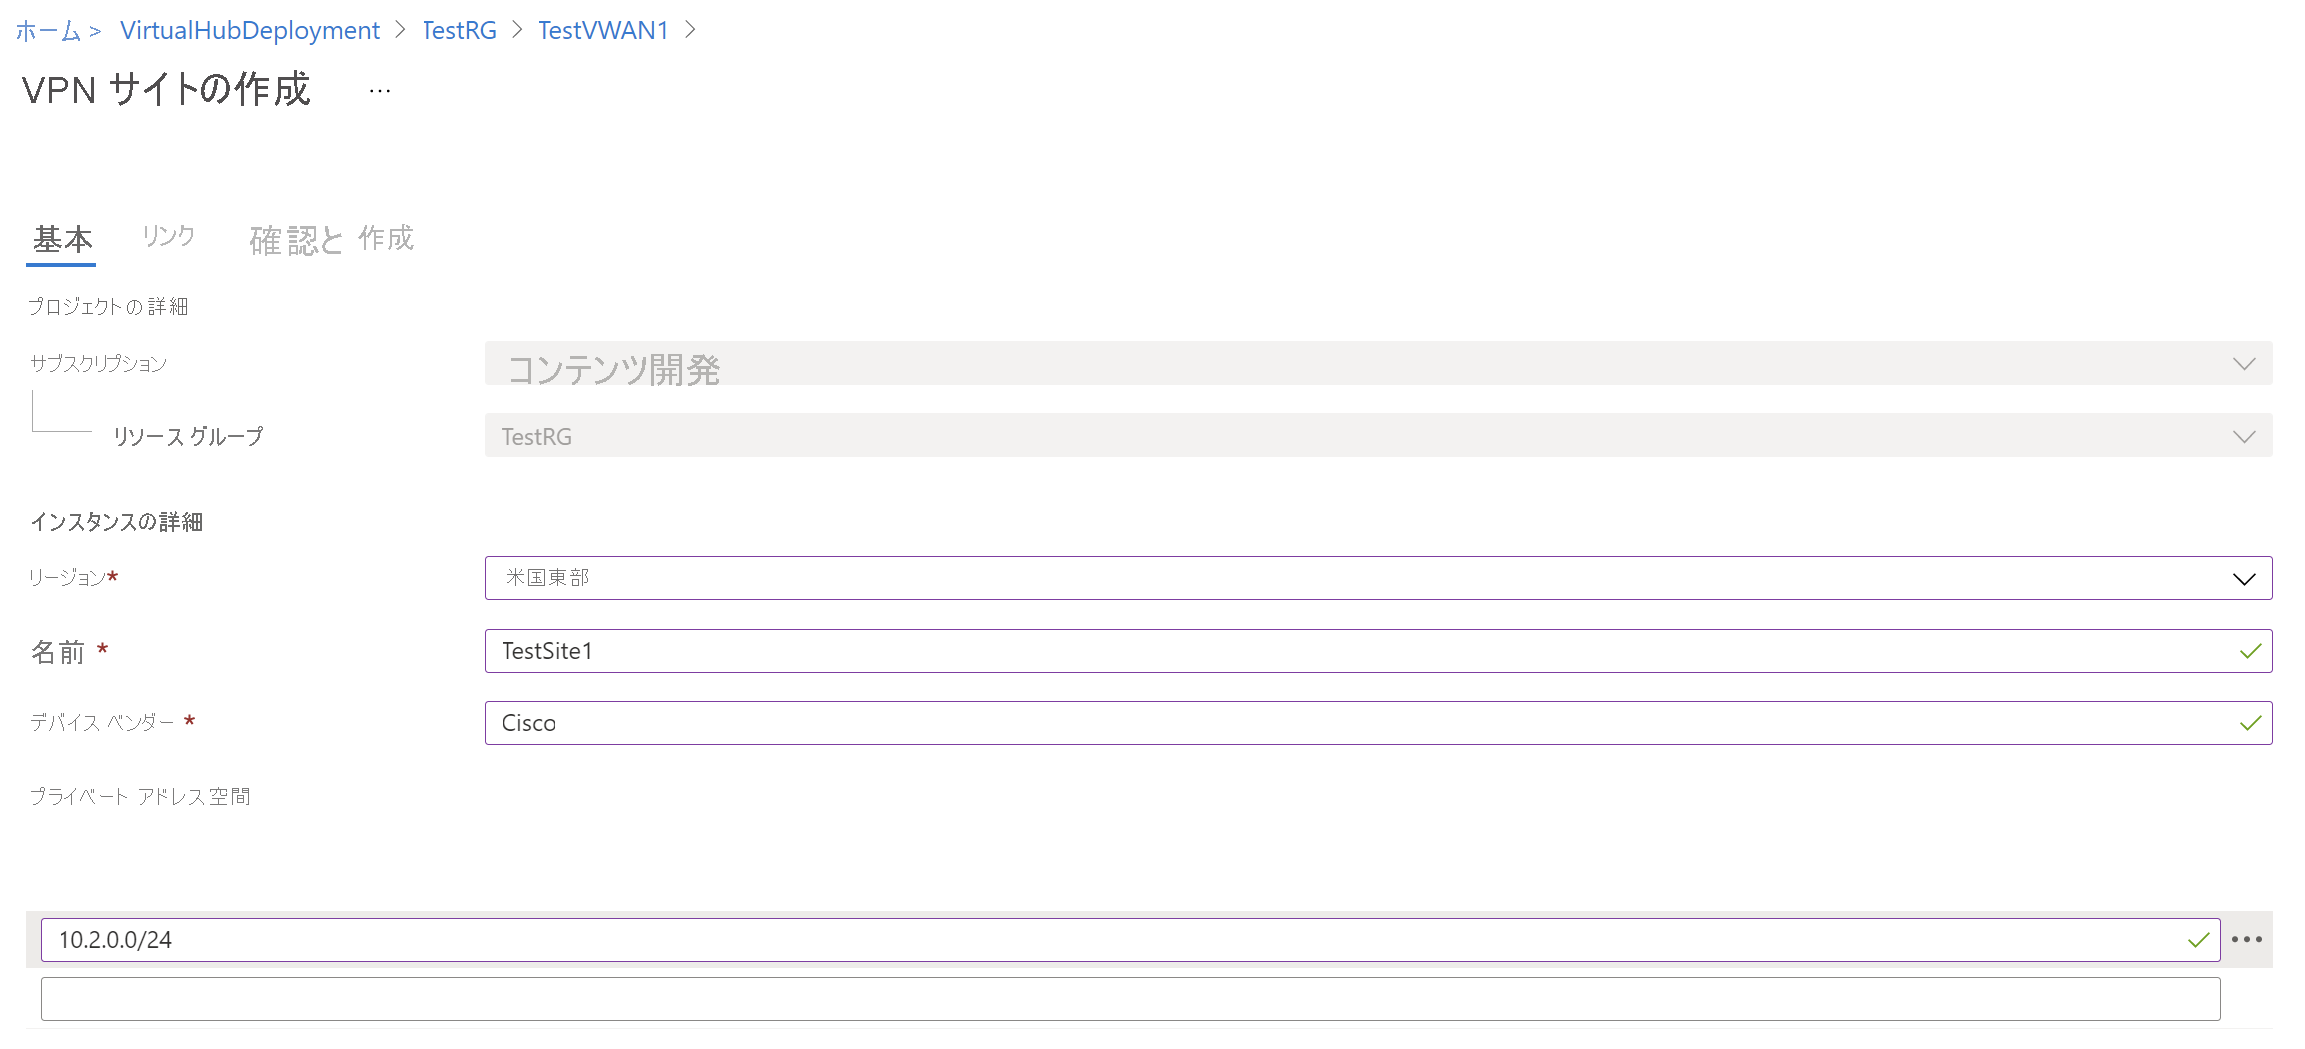 ホーム > VirtualHubDeployment > TestRG > TestVWAN1 >
VPN サイトの作成 ...
基本 リンク 確認と 作成
プロジェクトの詳細
サブスクリプション コンテンツ開発
リソース グループ TestRG
インスタンスの詳細
リージョン* 米国東部
名前 * TestSite1
デバイス ベンダー * Cisco
プライベート アドレス空間
10.2.0.0/24